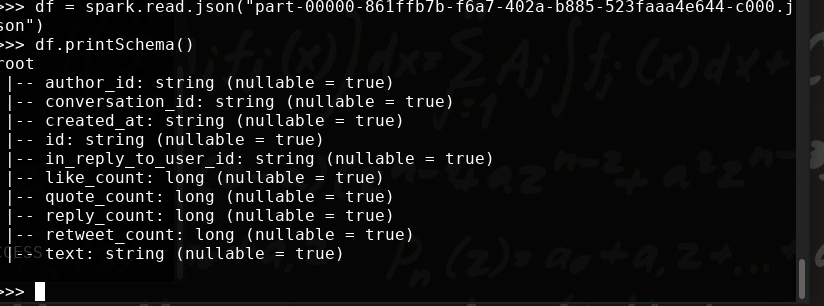 >>> df = spark.read.json("part-00000-861ffb7b-f6a7-402a-b885-523faaa4e644-c000.j
son")
>>> df.printSchema()
root
 |-- author_id: string (nullable = true)
 |-- conversation_id: string (nullable = true)
 |-- created_at: string (nullable = true)
 |-- id: string (nullable = true)
 |-- in_reply_to_user_id: string (nullable = true)
 |-- like_count: long (nullable = true)
 |-- quote_count: long (nullable = true)
 |-- reply_count: long (nullable = true)
 |-- retweet_count: long (nullable = true)
 |-- text: string (nullable = true)
>>>